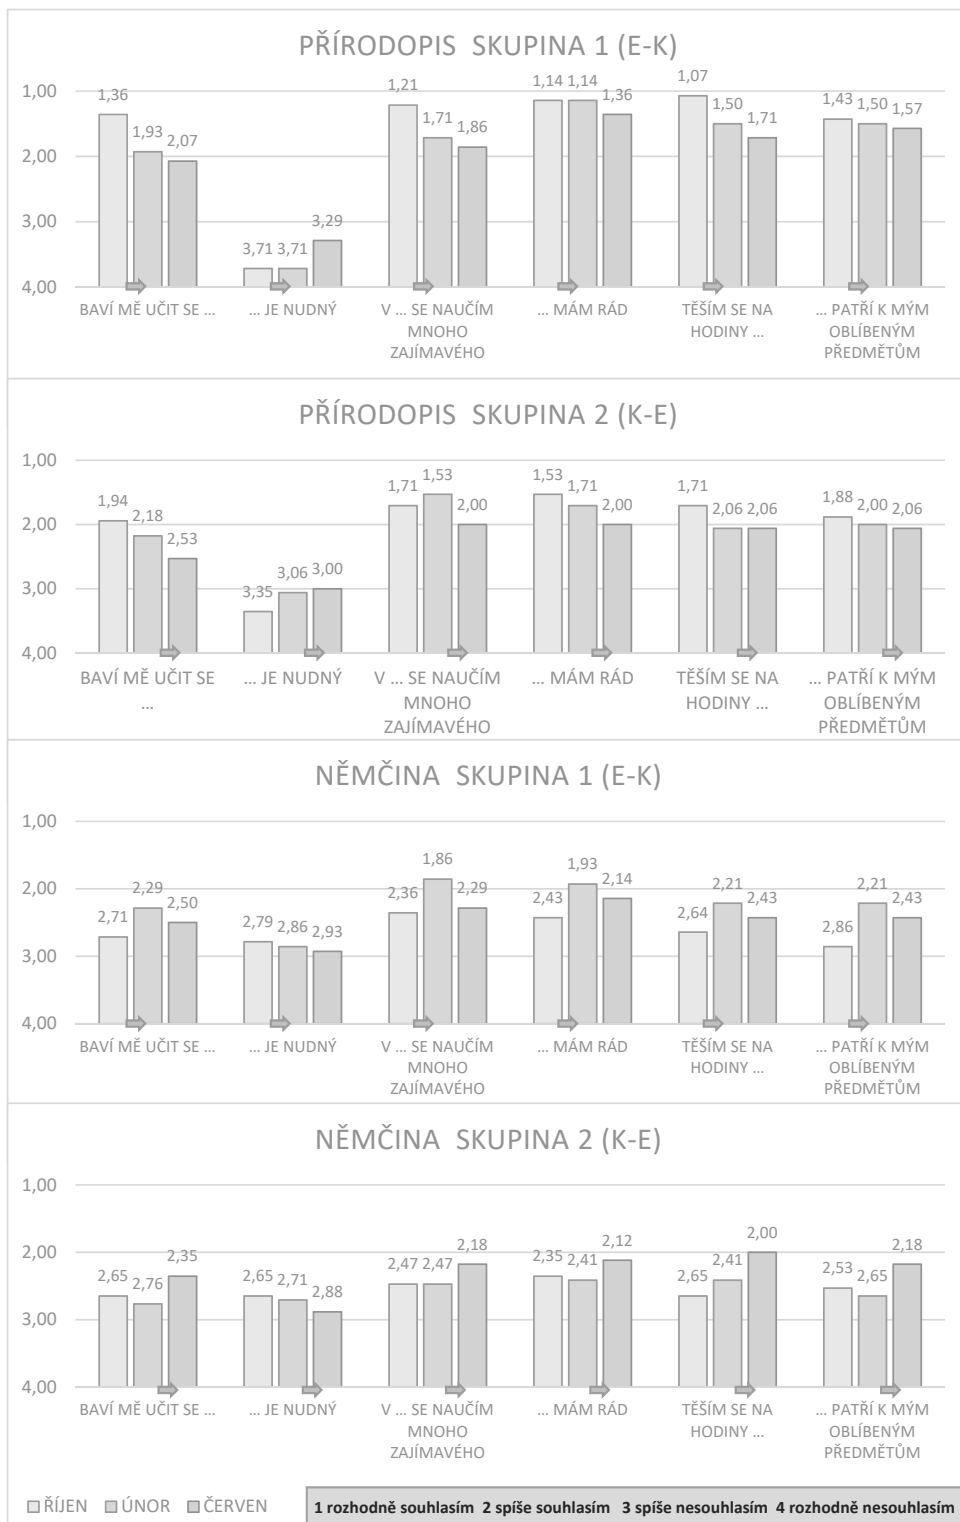 PŘÍRODOPIS SKUPINA 1 (E-K)
1,00
2,00
3,00
4,00
1,36 1,93 2,07
3,71 3,71 3,29
1,21 1,71 1,86
1,14 1,14 1,36
1,07 1,50 1,71
1,43 1,50 1,57
BAVÍ MĚ UČIT SE ...
... JE NUDNÝ
V ... SE NAUČÍM
MNOHO
ZAJÍMAVÉHO
... MÁM RÁD
TĚŠÍM SE NA
HODINY ...
... PATŘÍ K MÝM
OBLÍBENÝM
PŘEDMĚTŮM
PŘÍRODOPIS SKUPINA 2 (K-E)
1,00
2,00
3,00
4,00
1,94 2,18 2,53
3,35 3,06 3,00
1,71 1,53 2,00
1,53 1,71 2,00
1,71 2,06 2,06
1,88 2,00 2,06
BAVÍ MĚ UČIT SE
...
... JE NUDNÝ
V ... SE NAUČÍM
MNOHO
ZAJÍMAVÉHO
... MÁM RÁD
TĚŠÍM SE NA
HODINY ...
... PATŘÍ K MÝM
OBLÍBENÝM
PŘEDMĚTŮM
NĚMČINA SKUPINA 1 (E-K)
1,00
2,00
3,00
4,00
2,71 2,29 2,50
2,79 2,86 2,93
2,36 1,86 2,29
2,43 1,93 2,14
2,64 2,21 2,43
2,86 2,21 2,43
BAVÍ MĚ UČIT SE ...
... JE NUDNÝ
V ... SE NAUČÍM
MNOHO
ZAJÍMAVÉHO
... MÁM RÁD
TĚŠÍM SE NA
HODINY ...
... PATŘÍ K MÝM
OBLÍBENÝM
PŘEDMĚTŮM
NĚMČINA SKUPINA 2 (K-E)
1,00
2,00
3,00
4,00
2,65 2,76 2,35
2,65 2,71 2,88
2,47 2,47 2,18
2,35 2,41 2,12
2,65 2,41 2,00
2,53 2,65 2,18
BAVÍ MĚ UČIT SE ...
... JE NUDNÝ
V ... SE NAUČÍM
MNOHO
ZAJÍMAVÉHO
... MÁM RÁD
TĚŠÍM SE NA
HODINY ...
... PATŘÍ K MÝM
OBLÍBENÝM
PŘEDMĚTŮM
ŘÍJEN ÚNOR ČERVEN
1 rozhodně souhlasím 2 spíše souhlasím 3 spíše nesouhlasím 4 rozhodně nesouhlasím